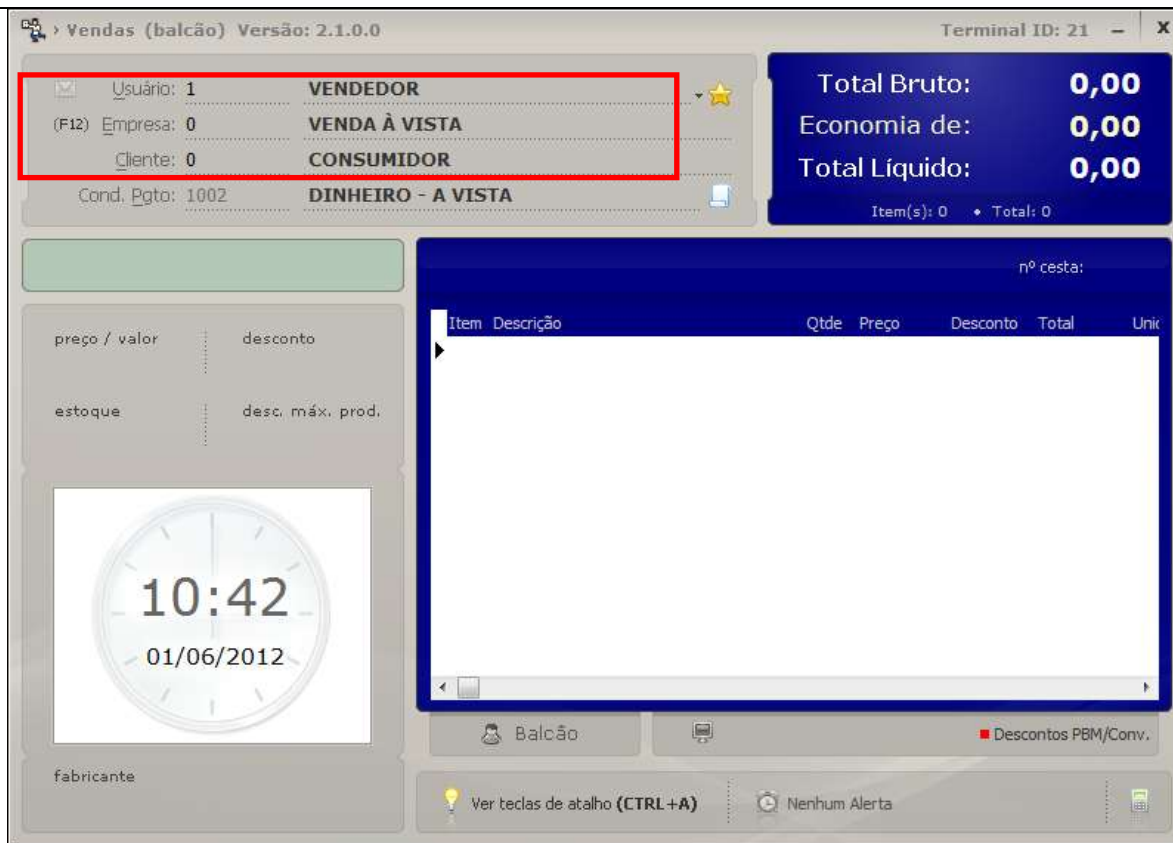 › Vendas (balcão) Versão: 2.1.0.0 Terminal ID: 21 – x
Usuário: 1 VENDEDOR
(F12) Empresa: 0 VENDA À VISTA
Cliente: 0 CONSUMIDOR
Cond. Pgto: 1002 DINHEIRO - A VISTA
Total Bruto: 0,00
Economia de: 0,00
Total Líquido: 0,00
Item(s): 0 • Total: 0
nº cesta:
Item Descrição Qtde Preço Desconto Total Unic
preço / valor desconto
estoque desc. máx. prod.
10:42
01/06/2012
fabricante
Balcão
Descontos PBM/Conv.
Ver teclas de atalho (CTRL+A) Nenhum Alerta